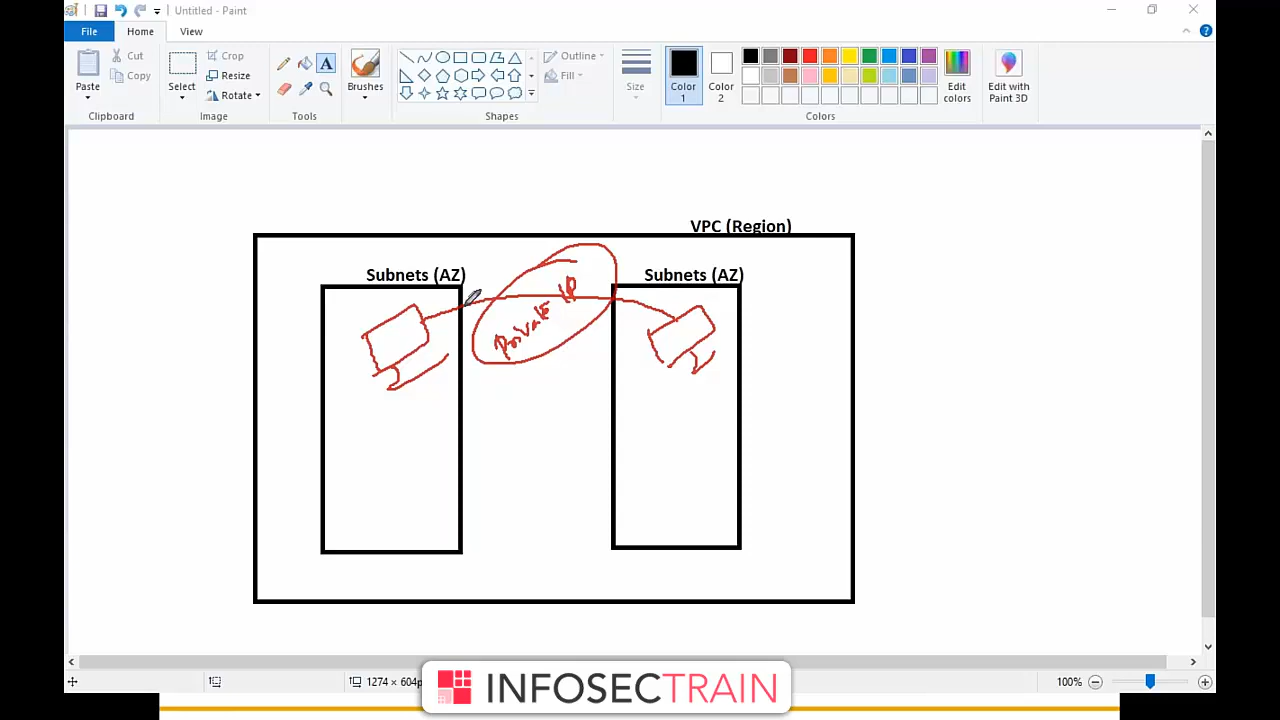 Untitled - Paint
File Home View
Paste
Cut
Copy
Clipboard
Select
Crop
Resize
Rotate
Image
Tools
Brushes
Shapes
Outline
Fill
Size
Color 1
Color 2
Colors
Edit colors
Edit with Paint 3D
VPC (Region)
Subnets (AZ) Subnets (AZ)
Private IP
1274 × 604p
100%
INFOSECTRAIN